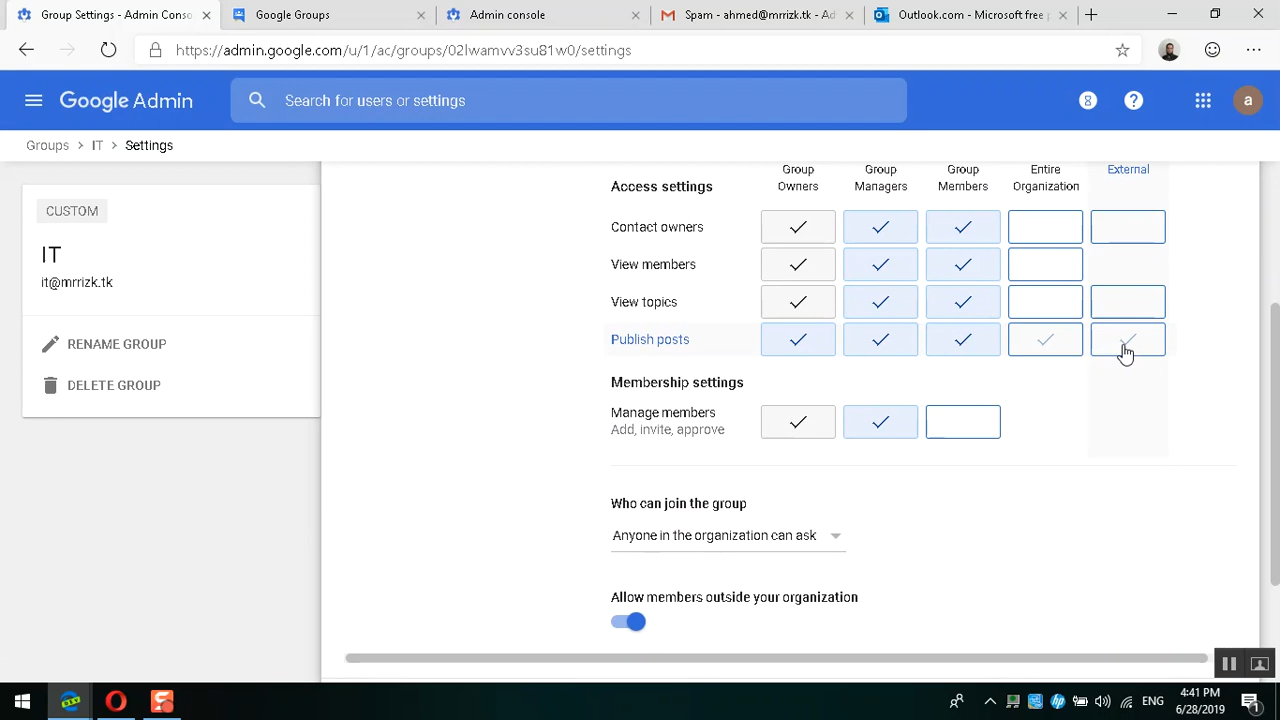 Group Settings - Admin Conso
Google Groups
Admin console
Spam - ahmed@mrrizk.tk - Ad
Outlook.com - Microsoft free p
https://admin.google.com/u/1/ac/groups/02lwamvv3su81w0/settings
Google Admin
Search for users or settings
8
?
a
Groups > IT > Settings
CUSTOM
IT
it@mrrizk.tk
RENAME GROUP
DELETE GROUP
Access settings
Group Owners
Group Managers
Group Members
Entire Organization
External
Contact owners
View members
View topics
Publish posts
Membership settings
Manage members
Add, invite, approve
Who can join the group
Anyone in the organization can ask
Allow members outside your organization
ENG
4:41 PM
6/28/2019
1